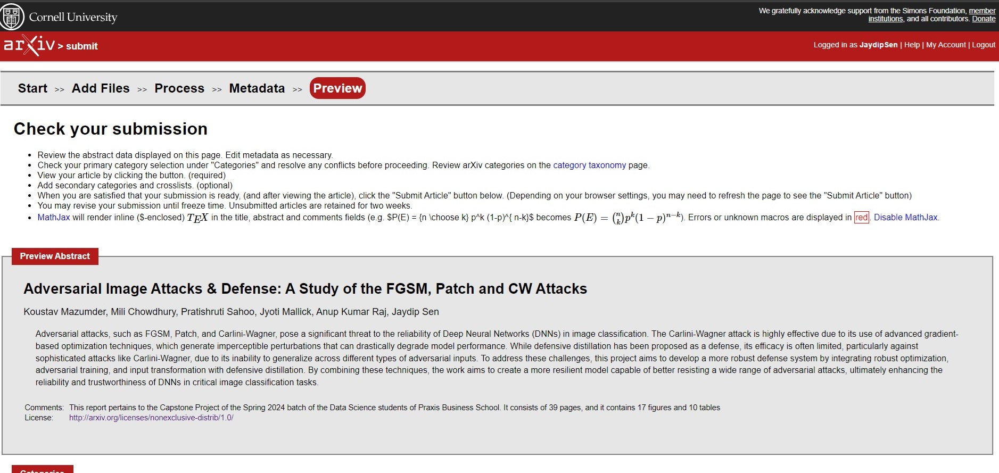 Cornell University
We gratefully acknowledge support from the Simons Foundation, member
institutions, and all contributors. Donate
arXiv > submit
Logged in as JaydipSen | Help | My Account | Logout
Start >> Add Files >> Process >> Metadata >> Preview
Check your submission
• Review the abstract data displayed on this page. Edit metadata as necessary.
• Check your primary category selection under "Categories" and resolve any conflicts before proceeding. Review arXiv categories on the category taxonomy page.
• View your article by clicking the button. (required)
• Add secondary categories and crosslists. (optional)
• When you are satisfied that your submission is ready, (and after viewing the article), click the "Submit Article" button below. (Depending on your browser settings, you may need to refresh the page to see the "Submit Article" button)
• You may revise your submission until freeze time. Unsubmitted articles are retained for two weeks.
• MathJax will render inline ($-enclosed) TEX in the title, abstract and comments fields (e.g. $P(E) = {n \choose k} p^k (1-p)^{ n-k}$ becomes P(E) = (n k)p^k(1 − p)^n−k). Errors or unknown macros are displayed in red. Disable MathJax.
Preview Abstract
Adversarial Image Attacks & Defense: A Study of the FGSM, Patch and CW Attacks
Koustav Mazumder, Mili Chowdhury, Pratishruti Sahoo, Jyoti Mallick, Anup Kumar Raj, Jaydip Sen
Adversarial attacks, such as FGSM, Patch, and Carlini-Wagner, pose a significant threat to the reliability of Deep Neural Networks (DNNs) in image classification. The Carlini-Wagner attack is highly effective due to its use of advanced gradient-
based optimization techniques, which generate imperceptible perturbations that can drastically degrade model performance. While defensive distillation has been proposed as a defense, its efficacy is often limited, particularly against
sophisticated attacks like Carlini-Wagner, due to its inability to generalize across different types of adversarial inputs. To address these challenges, this project aims to develop a more robust defense system by integrating robust optimization,
adversarial training, and input transformation with defensive distillation. By combining these techniques, the work aims to create a more resilient model capable of better resisting a wide range of adversarial attacks, ultimately enhancing the
reliability and trustworthiness of DNNs in critical image classification tasks.
Comments: This report pertains to the Capstone Project of the Spring 2024 batch of the Data Science students of Praxis Business School. It consists of 39 pages, and it contains 17 figures and 10 tables
License: http://arxiv.org/licenses/nonexclusive-distrib/1.0/
Categories